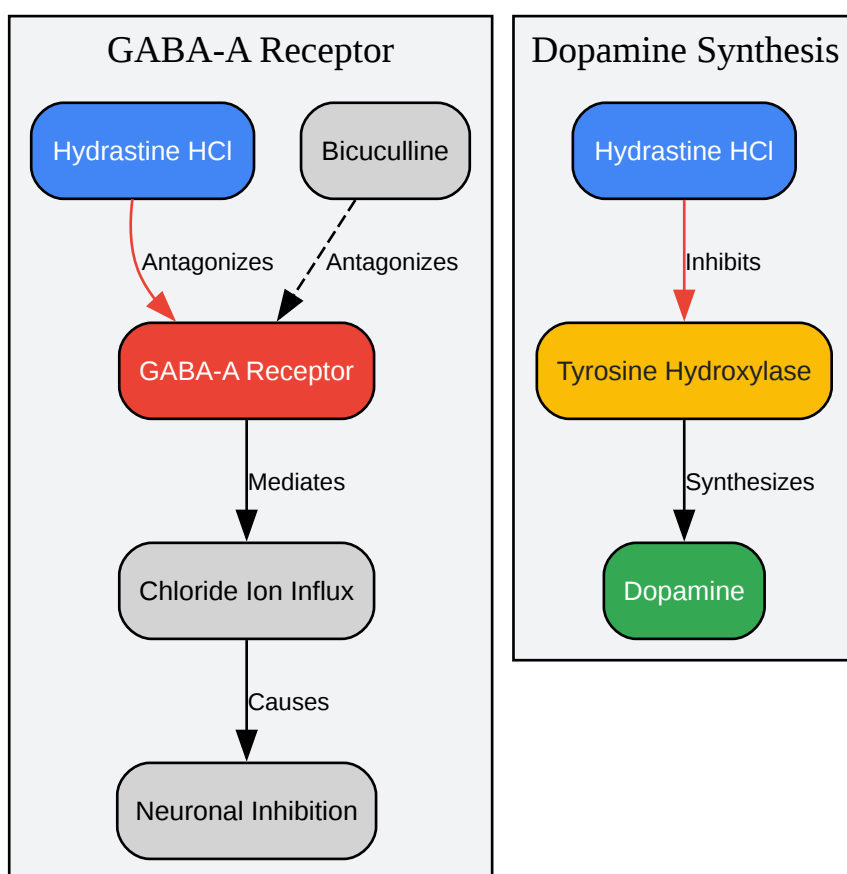 GABA-A Receptor
Hydrastine HCl
Bicuculline
Antagonizes
Antagonizes
GABA-A Receptor
Mediates
Chloride Ion Influx
Causes
Neuronal Inhibition
Dopamine Synthesis
Hydrastine HCl
Inhibits
Tyrosine Hydroxylase
Synthesizes
Dopamine